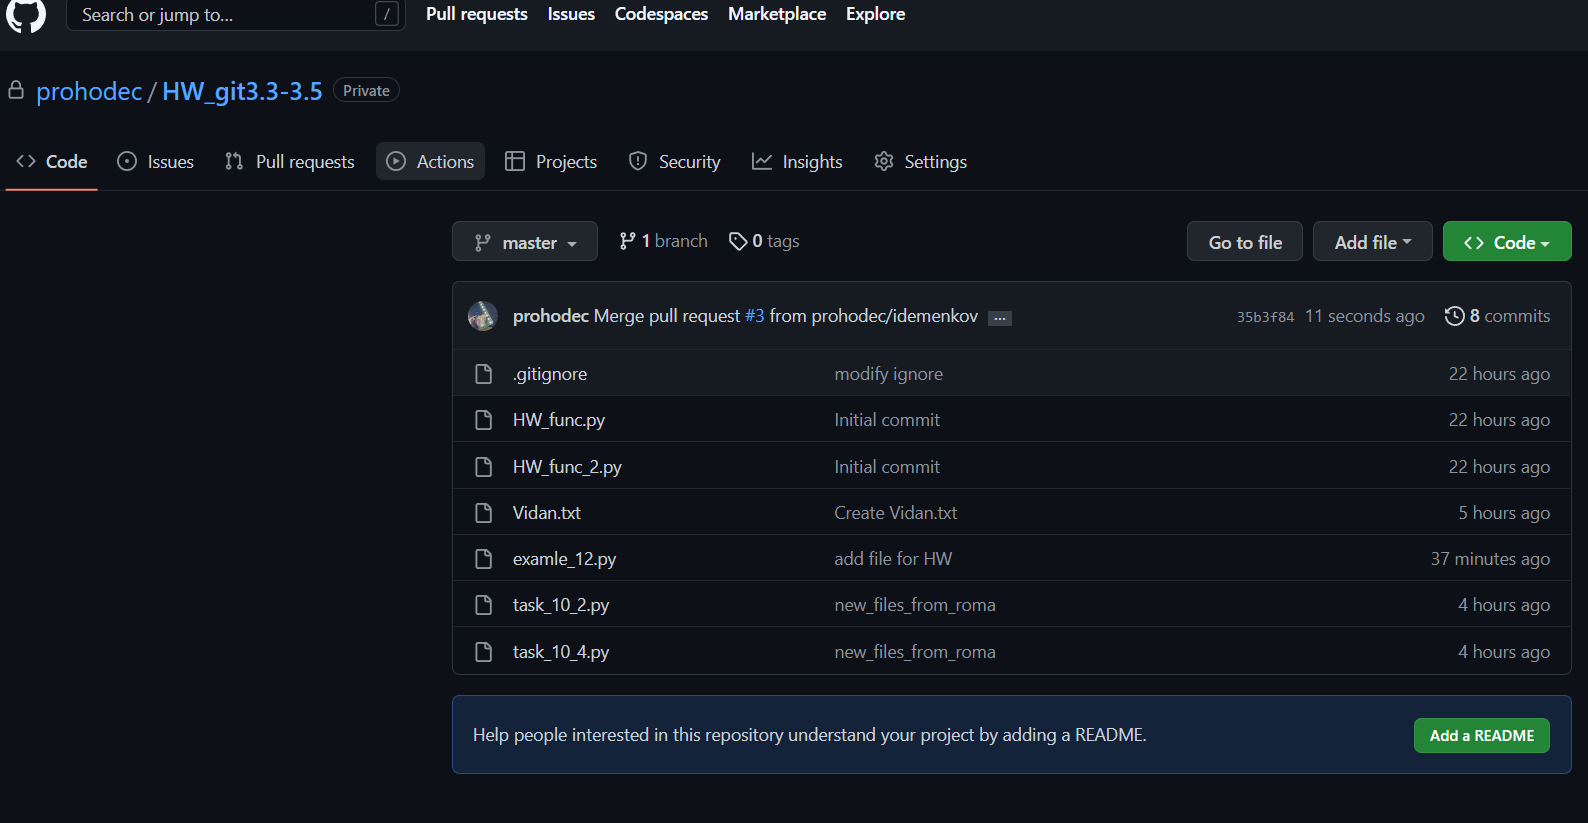 Search or jump to... / Pull requests Issues Codespaces Marketplace Explore
prohodec / HW_git3.3-3.5 Private
Code Issues Pull requests Actions Projects Security Insights Settings
master 1 branch 0 tags Go to file Add file Code
prohodec Merge pull request #3 from prohodec/idemenkov ... 35b3f84 11 seconds ago 8 commits
.gitignore modify ignore 22 hours ago
HW_func.py Initial commit 22 hours ago
HW_func_2.py Initial commit 22 hours ago
Vidan.txt Create Vidan.txt 5 hours ago
examle_12.py add file for HW 37 minutes ago
task_10_2.py new_files_from_roma 4 hours ago
task_10_4.py new_files_from_roma 4 hours ago
Help people interested in this repository understand your project by adding a README. Add a README